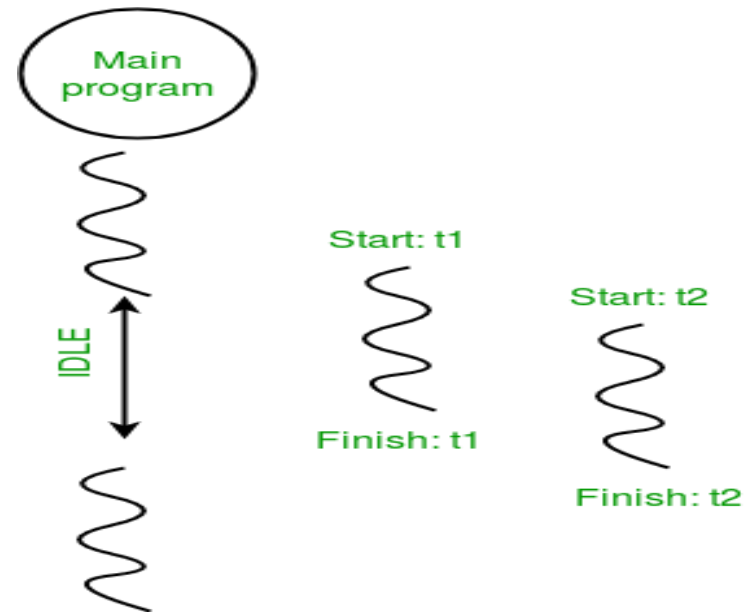 Main
program
Start: t1
Start: t2
IDLE
Finish: t1
Finish: t2